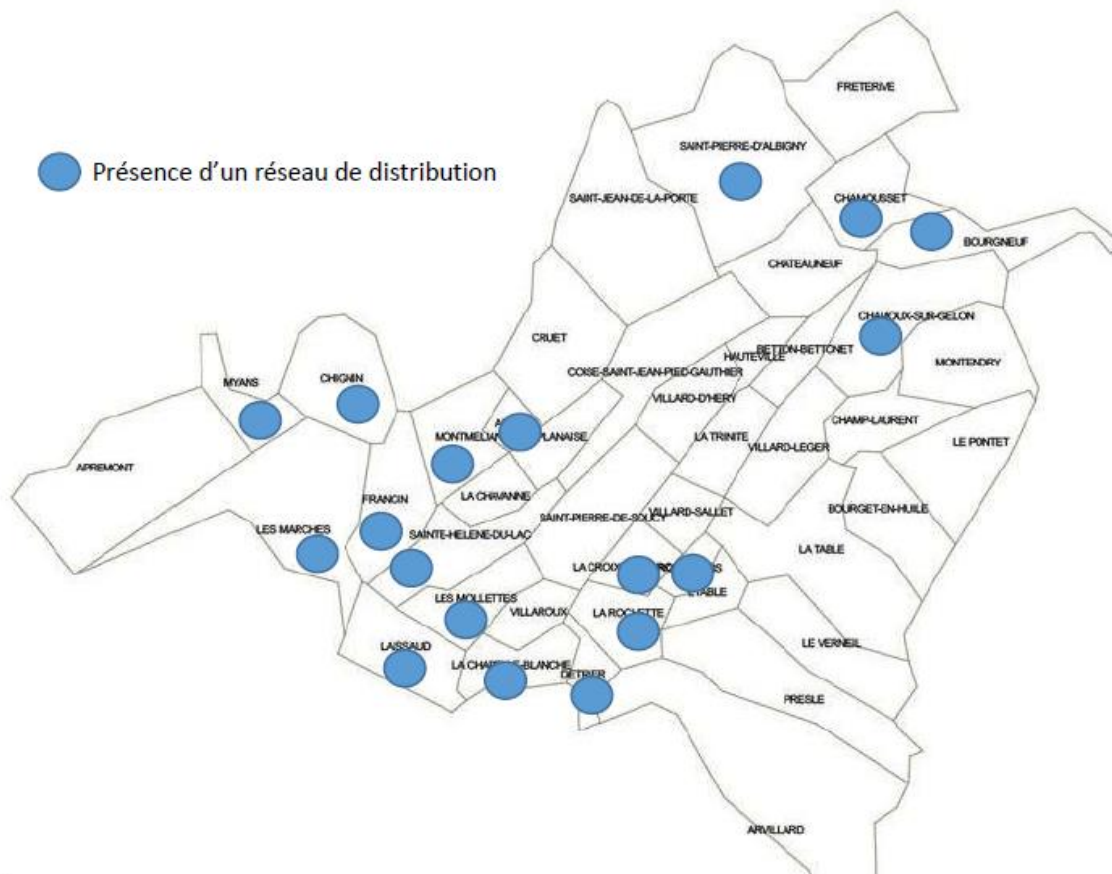 FRETERIVE
SAINT-PIERRE-D'ALBIGNY
Présence d'un réseau de distribution
SAINT-JEAN-DE-LA-PORTE
CHAMOUSSET
BOURGNEUF
CHATEAUNEUF
CHAMOUX-SUR-GELON
CRUET
HAUTEVILLE
BETTON-BETTONET
MONTENDRY
COISE-SAINT-JEAN-PIED-GAUTHIER
MYANS
CHIGNIN
VILLARD-D'HERY
CHAMP-LAURENT
MONTMELIAN
PLANAISE
LA TRINITE
VILLARD-LEGER
LE PONTET
APREMONT
LA CHAVANNE
FRANCIN
BOURGET-EN-HUILE
LES MARCHES
SAINTE-HELENE-DU-LAC
SAINT-PIERRE-DE-SOUCY
VILLARD-SALLET
LA TABLE
LA CROIX
LES MOLLETTES
VILLAROUX
LA ROCHETTE
ETABLE
LAISSAUD
LA CHAPELLE-BLANCHE
DETRIER
LE VERNEIL
PRESLE
ARVILLARD